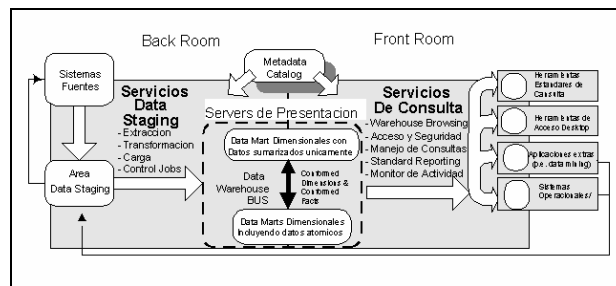 Back Room
Front Room
Metadata
Catalog
Sistemas
Fuentes
Servicios
Data
Staging
- Extraccion
- Transformacion
- Carga
- Control Jobs
Area
Data Staging
Servers de Presentacion
Data Mart Dimensionales con
Datos sumarizados unicamente
Data
Warehouse
BUS
Conformed
Dimensions &
Conformed
Facts
Data Marts Dimensionales
Incluyendo datos atomicos
Servicios
De Consulta
- Warehouse Browsing
- Acceso y Seguridad
- Manejo de Consultas
- Standard Reporting
- Monitor de Actividad
Herramientas
Estandares de
Consulta
Herramientas de
Acceso Desktop
Aplicaciones extras
(p.e. data mining)
Sistemas
Operacionales/